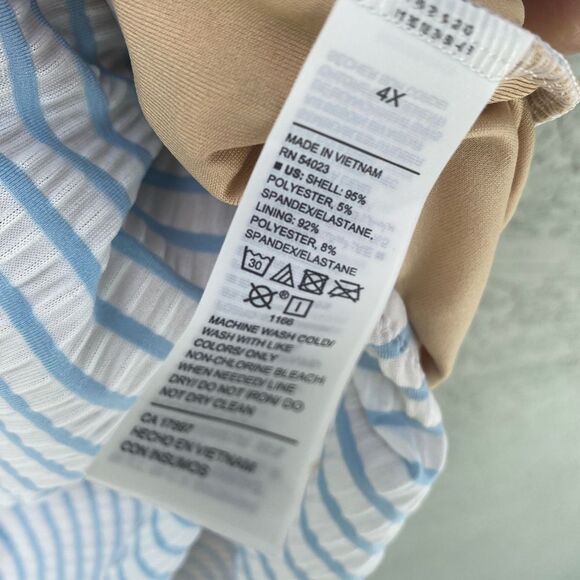 4X
MADE IN VIETNAM
RN 54023
■ US: SHELL: 95%
POLYESTER, 5%
SPANDEX/ELASTANE,
LINING: 92%
POLYESTER, 8%
SPANDEX/ELASTANE
30
1166
MACHINE WASH COLD/
WASH WITH LIKE
COLORS/ ONLY
NON-CHLORINE BLEACH/
WHEN NEEDED/ LINE
DRY/ DO NOT IRON/ DO
NOT DRY CLEAN
CA 17897
HECHO EN VIETNAM
CON INSUMOS